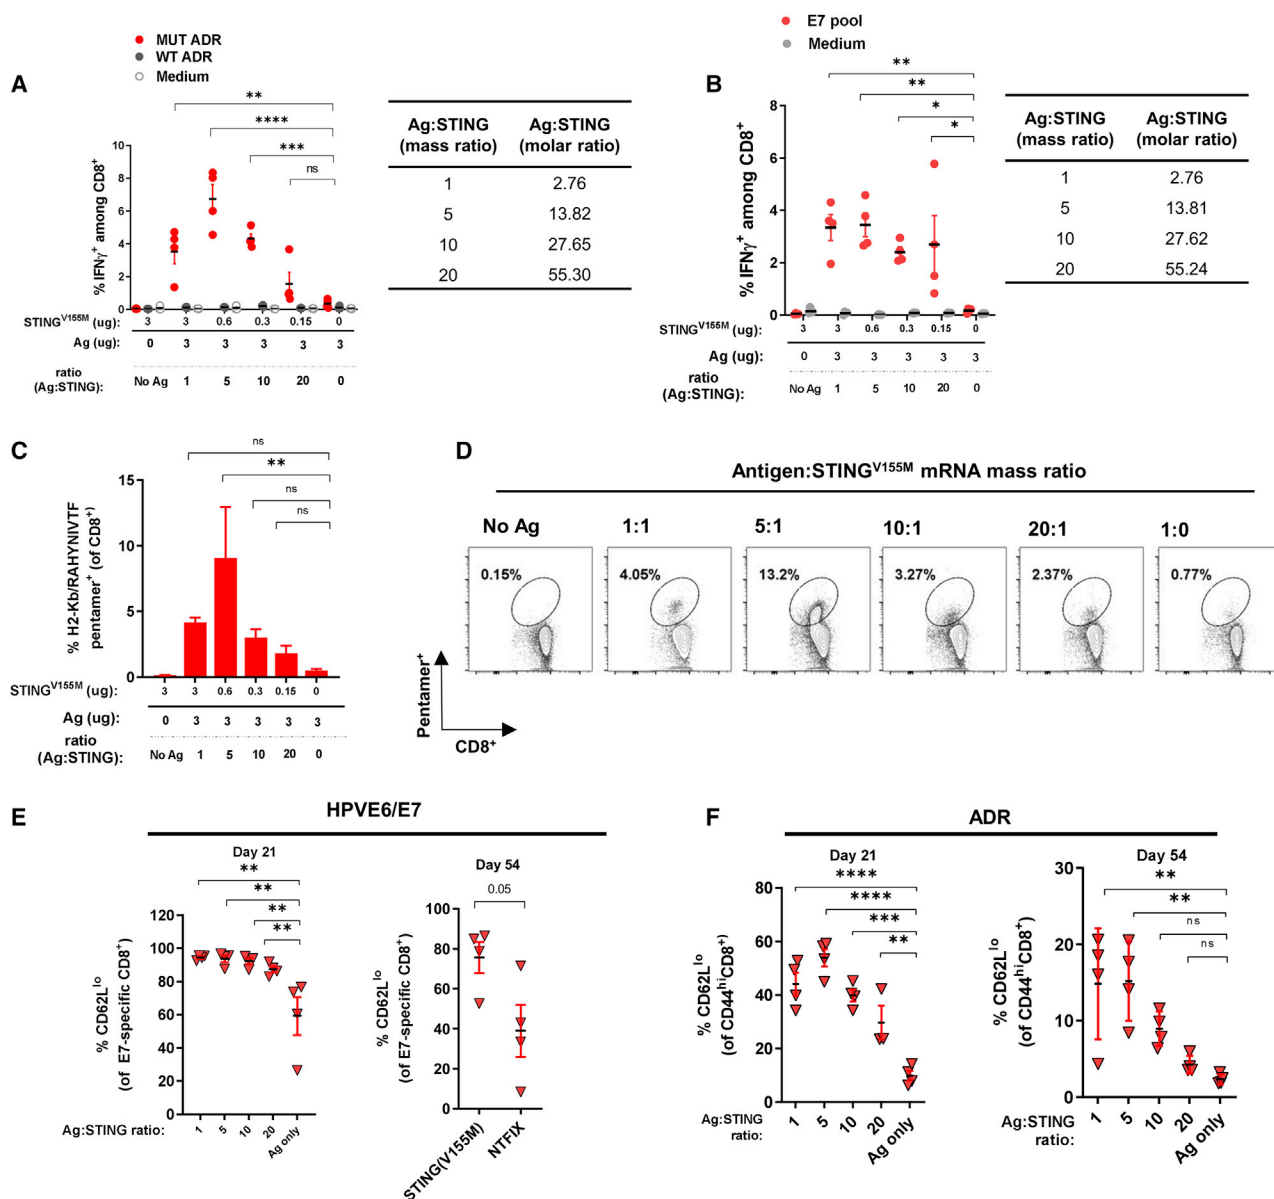 A
MUT ADR
WT ADR
Medium
**
****
***
ns
% IFNγ+ among CD8+
10
8
6
4
2
0
STING^V155M (ug): 3 3 0.6 0.3 0.15 0
Ag (ug): 0 3 3 3 3 3
ratio
(Ag:STING): No Ag 1 5 10 20 0
Ag:STING Ag:STING
(mass ratio) (molar ratio)
1 2.76
5 13.82
10 27.65
20 55.30
B
E7 pool
Medium
**
**
*
*
% IFNγ+ among CD8+
8
6
4
2
0
STING^V155M (ug): 3 3 0.6 0.3 0.15 0
Ag (ug): 0 3 3 3 3 3
ratio
(Ag:STING): No Ag 1 5 10 20 0
Ag:STING Ag:STING
(mass ratio) (molar ratio)
1 2.76
5 13.81
10 27.62
20 55.24
C
ns
**
ns
ns
% H2-Kb/RAHYNIVTF
pentamer+ (of CD8+)
15
10
5
0
STING^V155M (ug): 3 3 0.6 0.3 0.15 0
Ag (ug): 0 3 3 3 3 3
ratio
(Ag:STING): No Ag 1 5 10 20 0
D
Antigen:STING^V155M mRNA mass ratio
No Ag 1:1 5:1 10:1 20:1 1:0
0.15% 4.05% 13.2% 3.27% 2.37% 0.77%
Pentamer+
CD8+
E
HPVE6/E7
Day 21
**
**
**
**
% CD62L^lo
(of E7-specific CD8+)
120
100
80
60
40
20
0
Ag:STING ratio: 1 5 10 20 Ag only
Day 54
0.05
% CD62L^lo
(of E7-specific CD8+)
100
80
60
40
20
0
STING(V155M) NTFIX
F
ADR
Day 21
****
****
***
**
% CD62L^lo
(of CD44^hiCD8+)
80
60
40
20
0
Ag:STING
ratio: 1 5 10 20 Ag only
Day 54
**
**
ns
ns
% CD62L^lo
(of CD44^hiCD8+)
30
20
10
0
Ag:STING
ratio: 1 5 10 20 Ag only